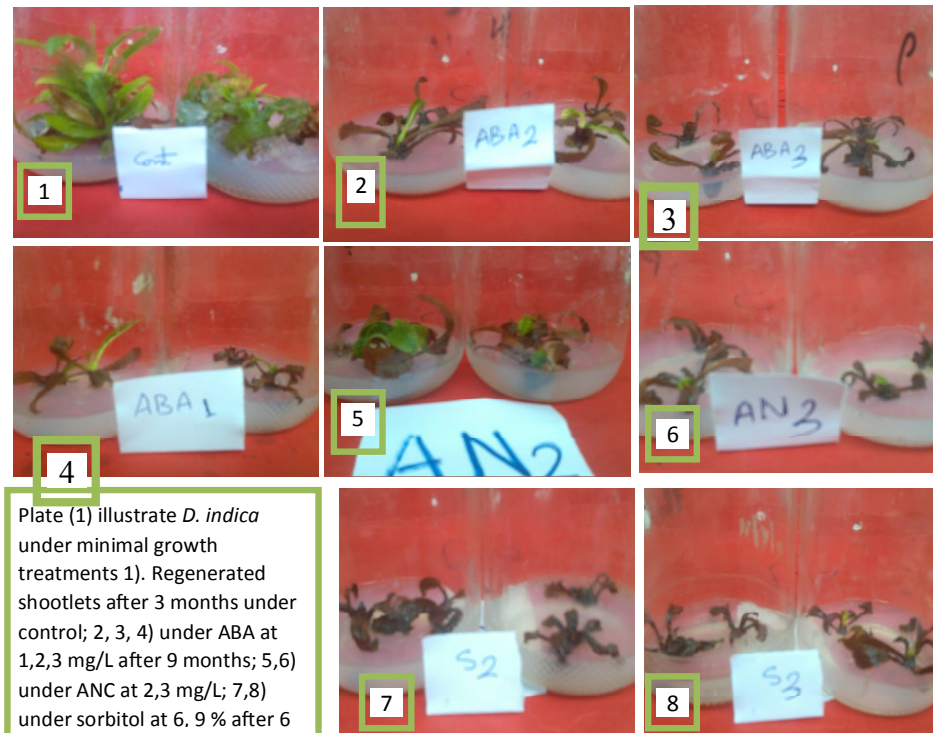 Cont
1
ABA2
2
ABA3
3
ABA1
4
AN2
5
AN3
6
Plate (1) illustrate D. indica
under minimal growth
treatments 1). Regenerated
shootlets after 3 months under
control; 2, 3, 4) under ABA at
1,2,3 mg/L after 9 months; 5,6)
under ANC at 2,3 mg/L; 7,8)
under sorbitol at 6, 9 % after 6
S2
7
S3
8